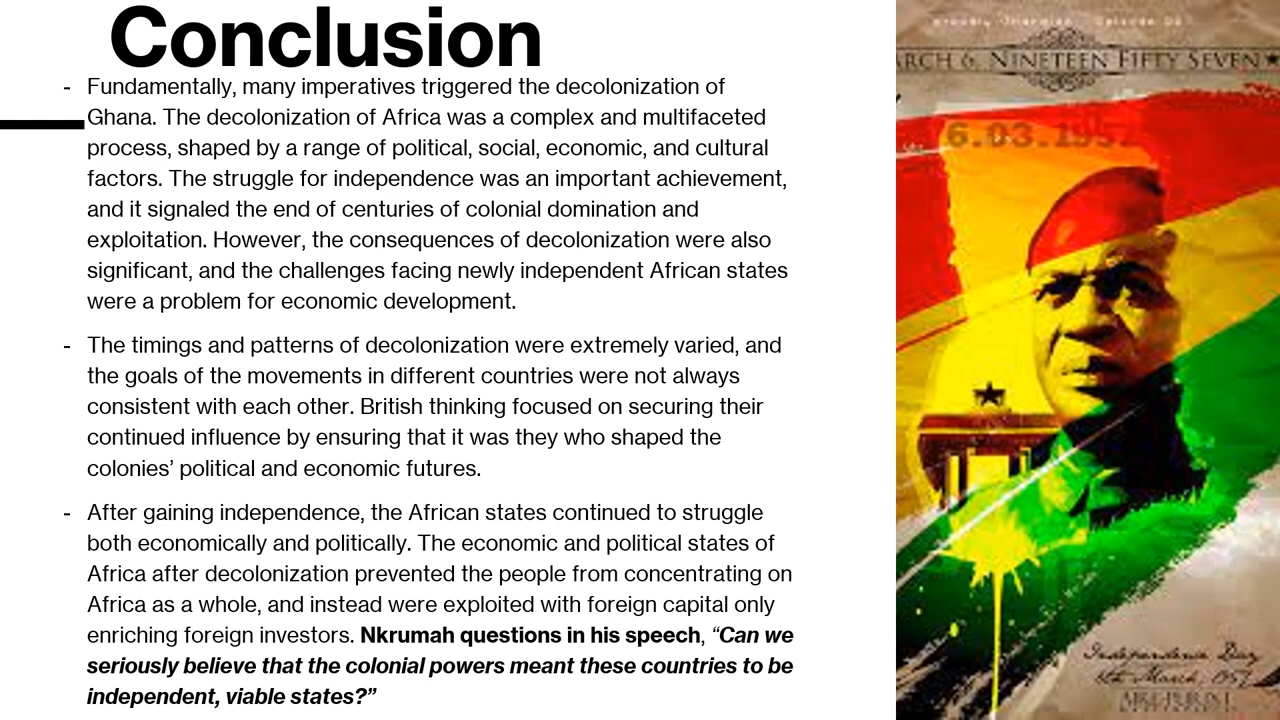 Conclusion
- Fundamentally, many imperatives triggered the decolonization of
Ghana. The decolonization of Africa was a complex and multifaceted
process, shaped by a range of political, social, economic, and cultural
factors. The struggle for independence was an important achievement,
and it signaled the end of centuries of colonial domination and
exploitation. However, the consequences of decolonization were also
significant, and the challenges facing newly independent African states
were a problem for economic development.
- The timings and patterns of decolonization were extremely varied, and
the goals of the movements in different countries were not always
consistent with each other. British thinking focused on securing their
continued influence by ensuring that it was they who shaped the
colonies’ political and economic futures.
- After gaining independence, the African states continued to struggle
both economically and politically. The economic and political states of
Africa after decolonization prevented the people from concentrating on
Africa as a whole, and instead were exploited with foreign capital only
enriching foreign investors. Nkrumah questions in his speech, “Can we
seriously believe that the colonial powers meant these countries to be
independent, viable states?”
ARCH 6, NINETEEN FIFTY SEVEN
6.03.1957
Independence Day
6th March, 1957